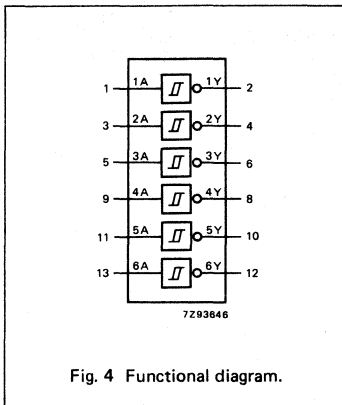 1 1A 1Y 2
3 2A 2Y 4
5 3A 3Y 6
9 4A 4Y 8
11 5A 5Y 10
13 6A 6Y 12
7Z93646
Fig. 4 Functional diagram.